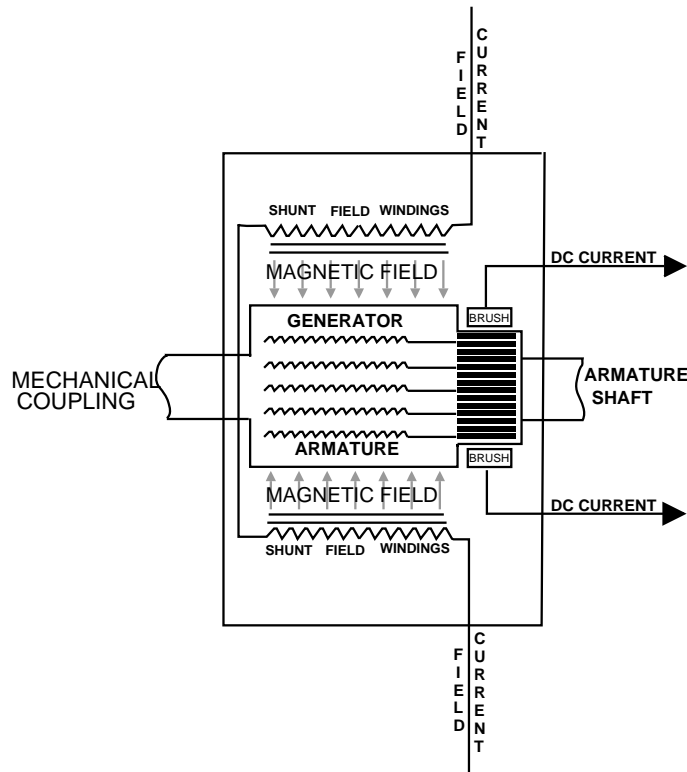 FIELD
CURRENT
SHUNT FIELD WINDINGS
MAGNETIC FIELD
DC CURRENT
BRUSH
GENERATOR
MECHANICAL
COUPLING
ARMATURE
SHAFT
ARMATURE
BRUSH
MAGNETIC FIELD
DC CURRENT
SHUNT FIELD WINDINGS
FIELD
CURRENT